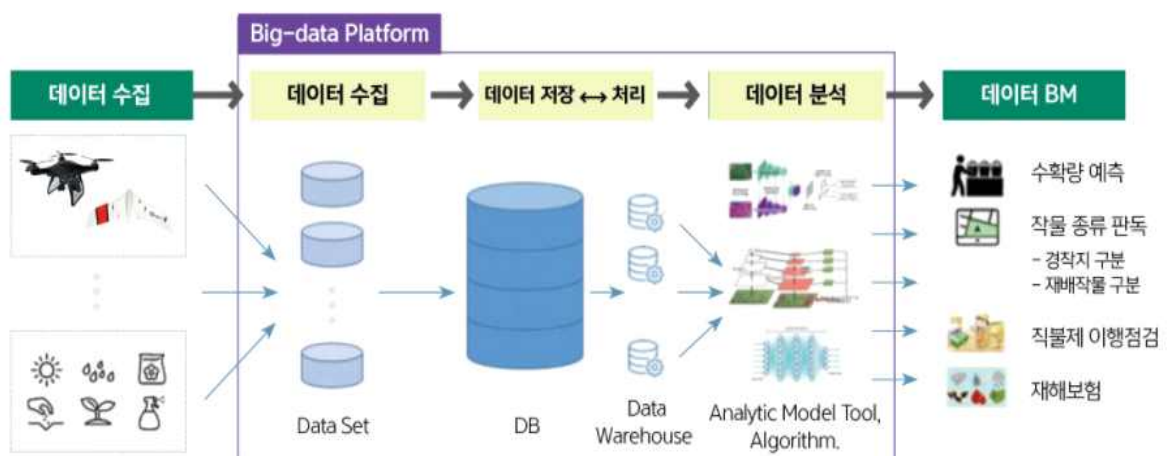 Big-data Platform
데이터 수집
데이터 수집
데이터 저장 ↔ 처리
데이터 분석
데이터 BM
수확량 예측
작물 종류 판독
- 경작지 구분
- 재배작물 구분
직불제 이행점검
재해보험
Data Set
DB
Data
Warehouse
Analytic Model Tool,
Algorithm.